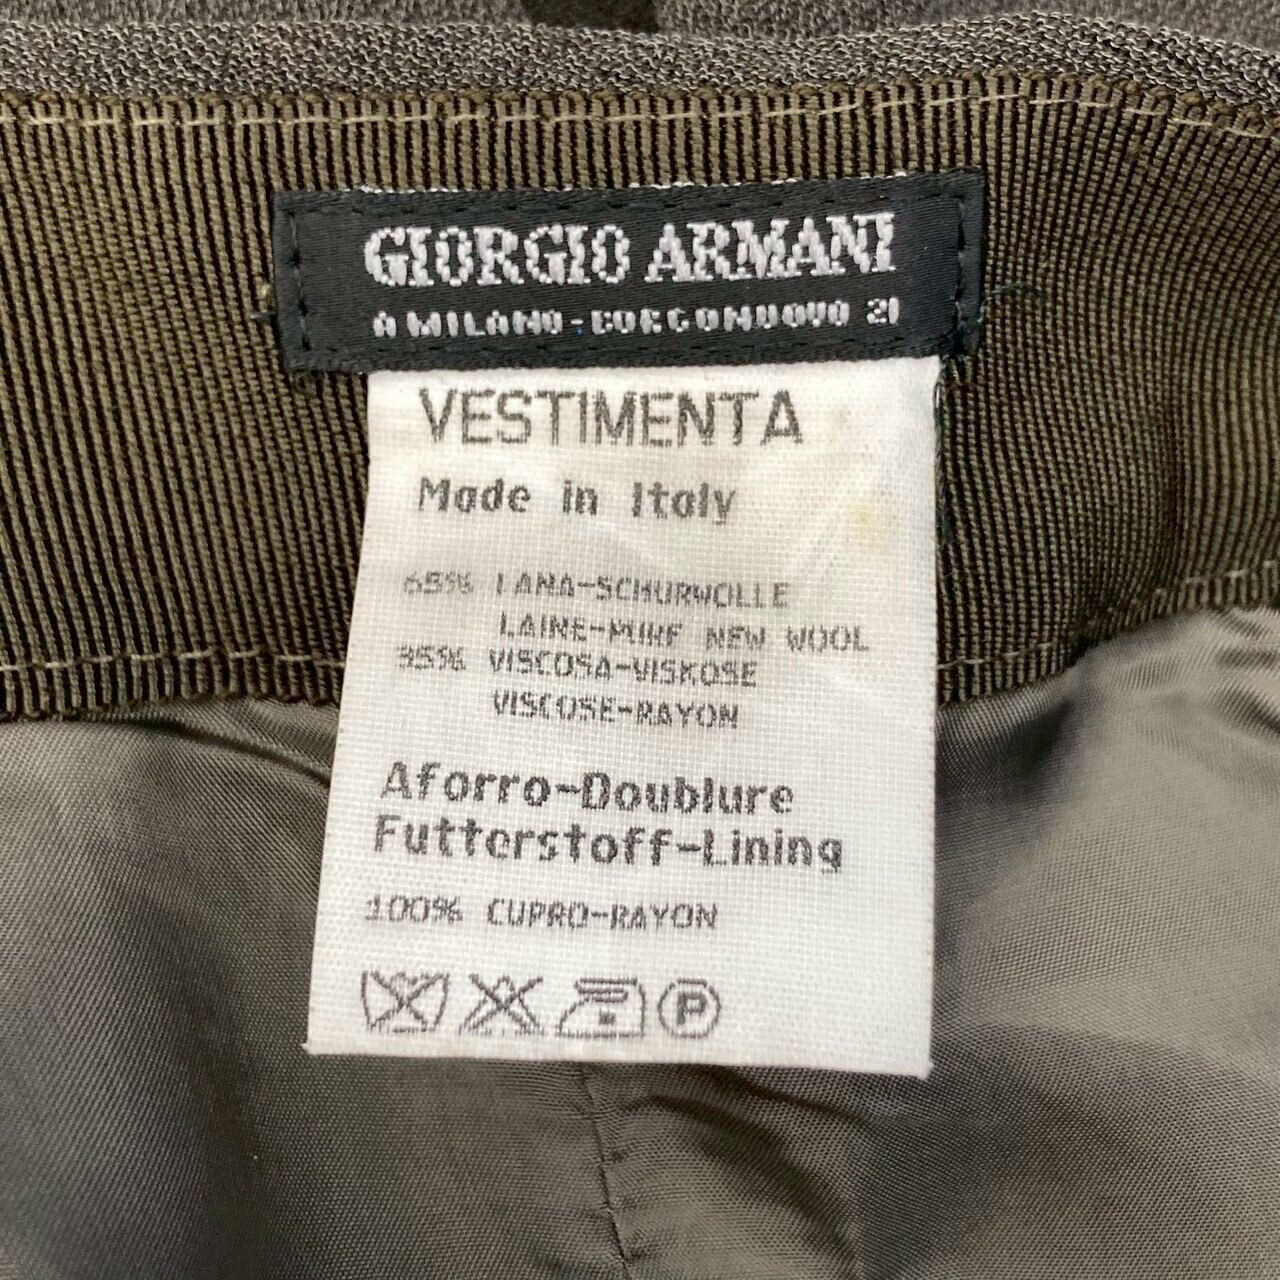 GIORGIO ARMANI
A MILANO-BORGONUOVO 21
VESTIMENTA
Made in Italy
65% LANA-SCHURWOLLE
LAINE-PURE NEW WOOL
35% VISCOSA-VISKOSE
VISCOSE-RAYON
Aforro-Doublure
Futterstoff-Lining
100% CUPRO-RAYON
P